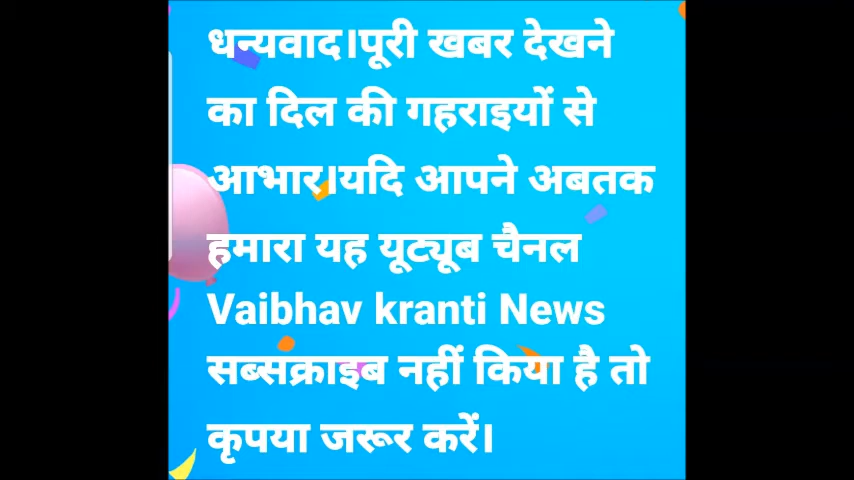 धन्यवाद।पूरी खबर देखने
का दिल की गहराइयों से
आभार।यदि आपने अबतक
हमारा यह यूट्यूब चैनल
Vaibhav kranti News
सब्सक्राइब नहीं किया है तो
कृपया जरूर करें।